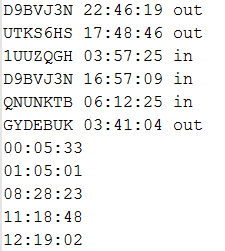 D9BVJ3N 22:46:19 out
UTKS6HS 17:48:46 out
1UUZQGH 03:57:25 in
D9BVJ3N 16:57:09 in
QNUNKTB 06:12:25 in
GYDEBUK 03:41:04 out
00:05:33
01:05:01
08:28:23
11:18:48
12:19:02